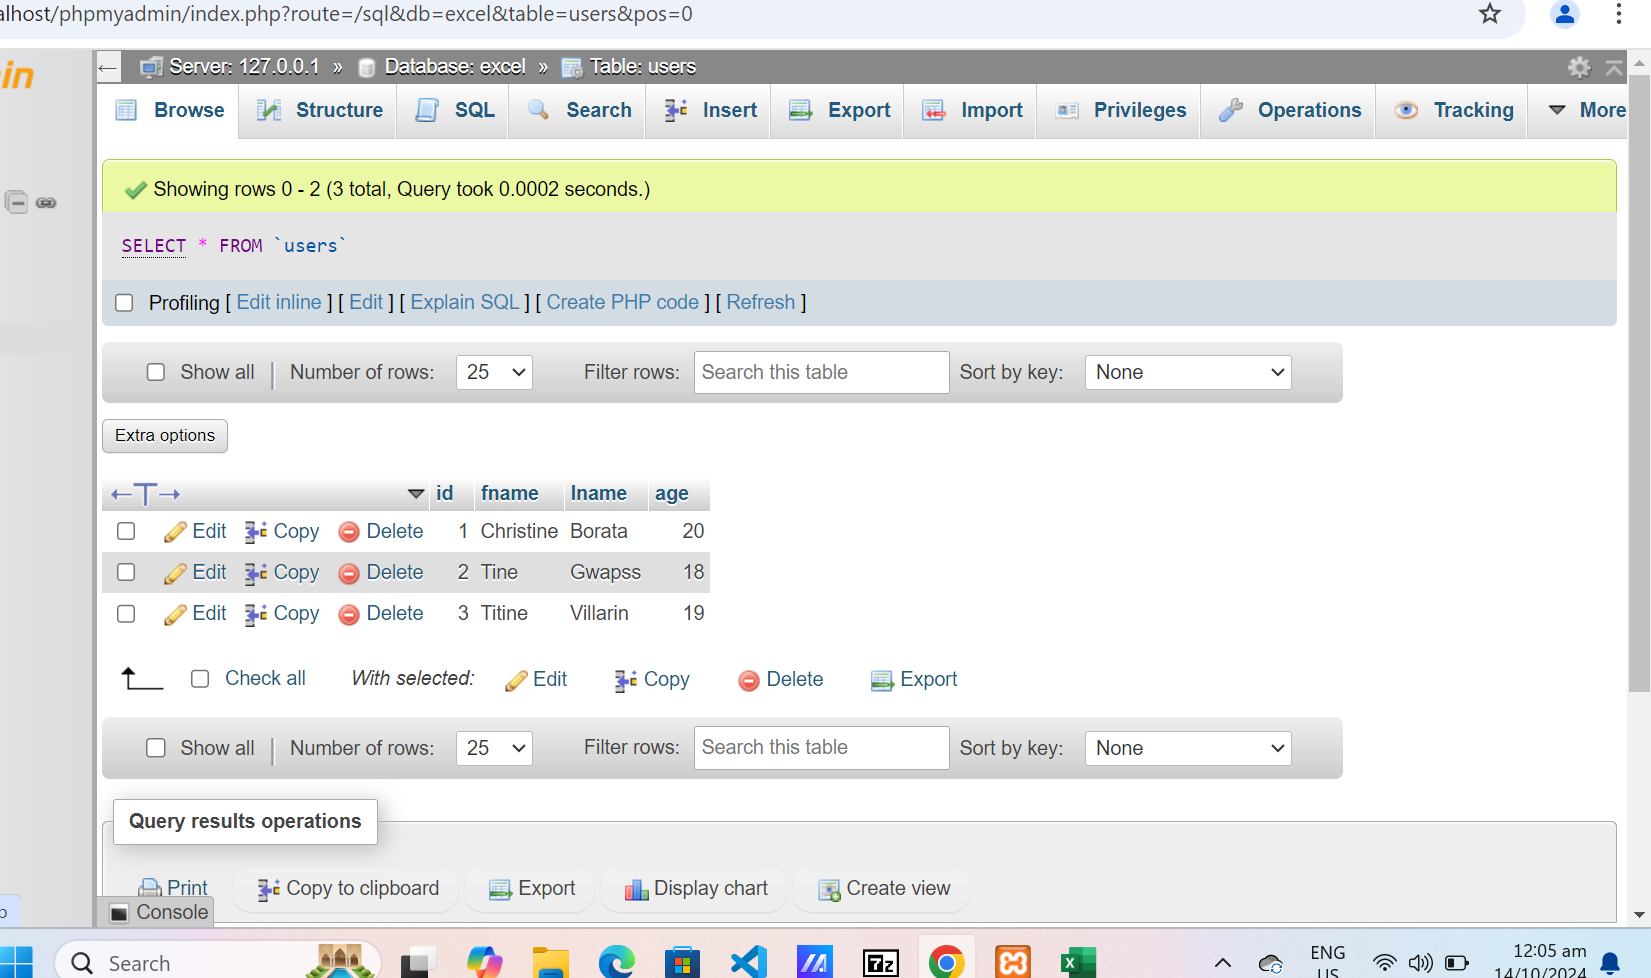 alhost/phpmyadmin/index.php?route=/sql&db=excel&table=users&pos=0
in
Server: 127.0.0.1 » Database: excel » Table: users
Browse Structure SQL Search Insert Export Import Privileges Operations Tracking More
Showing rows 0 - 2 (3 total, Query took 0.0002 seconds.)
SELECT * FROM `users`
Profiling [ Edit inline ] [ Edit ] [ Explain SQL ] [ Create PHP code ] [ Refresh ]
Show all | Number of rows: 25 Filter rows: Search this table Sort by key: None
Extra options
←T→ id fname lname age
Edit Copy Delete 1 Christine Borata 20
Edit Copy Delete 2 Tine Gwapss 18
Edit Copy Delete 3 Titine Villarin 19
Check all With selected: Edit Copy Delete Export
Show all | Number of rows: 25 Filter rows: Search this table Sort by key: None
Query results operations
Print Copy to clipboard Export Display chart Create view
Console
Search ENG 12:05 am
US 14/10/2024